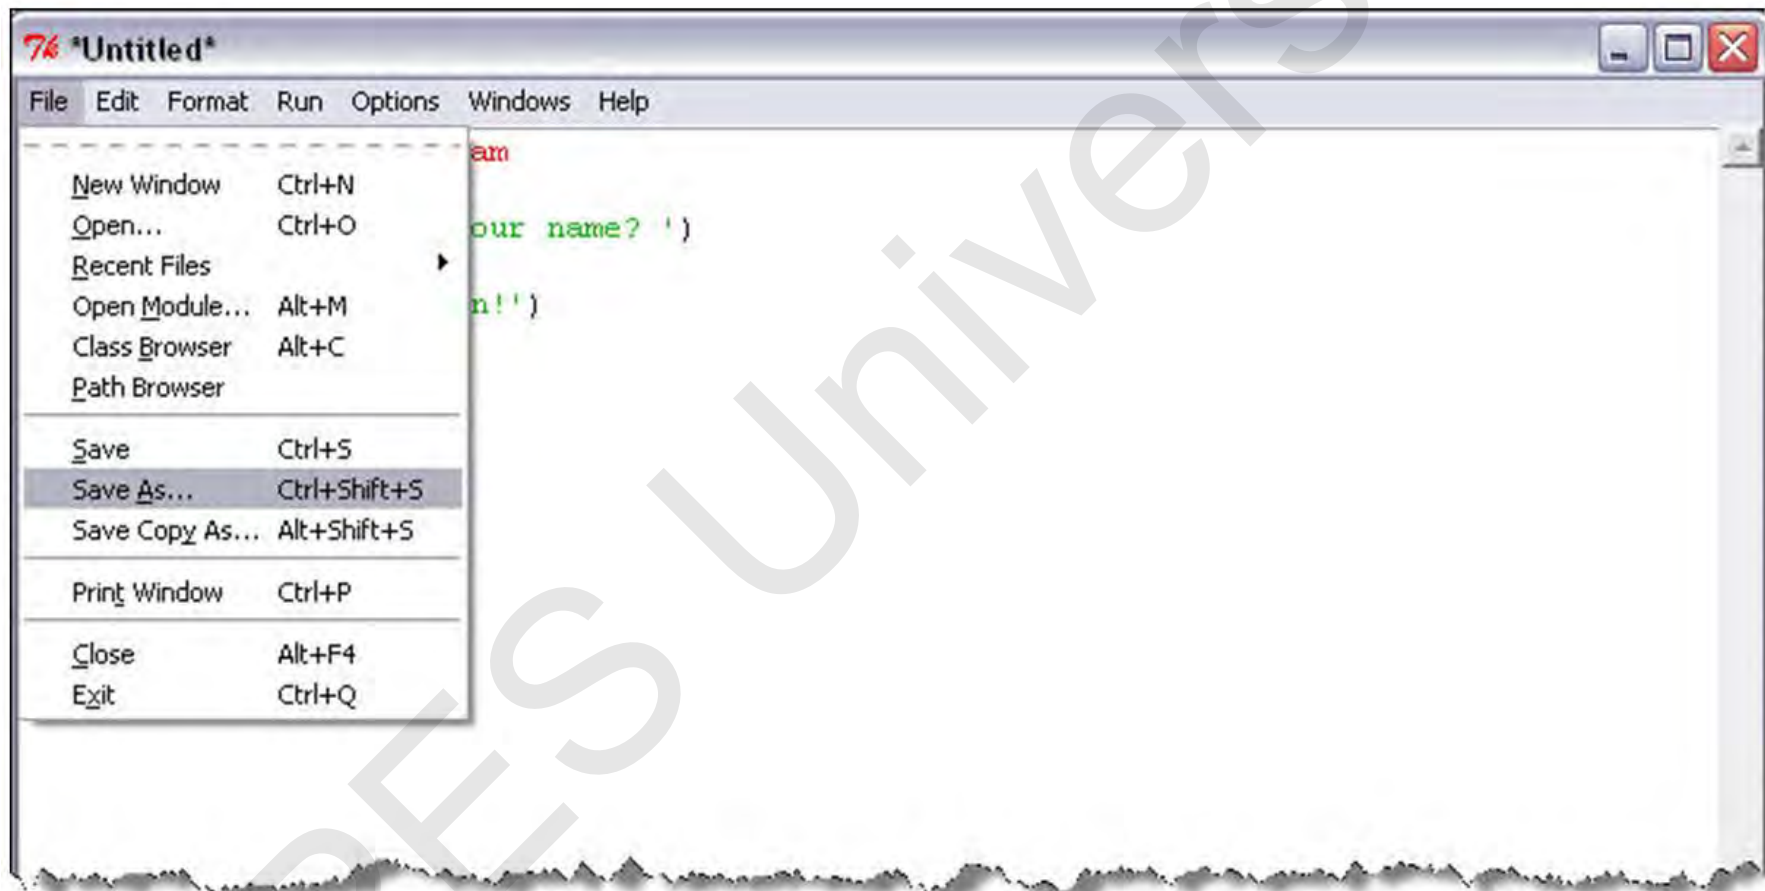 7% *Untitled*
File Edit Format Run Options Windows Help
am
New Window Ctrl+N
our name? ')
Open... Ctrl+O
Recent Files
n!')
Open Module... Alt+M
Class Browser Alt+C
Path Browser
Save Ctrl+S
Save As... Ctrl+Shift+S
Save Copy As... Alt+Shift+S
Print Window Ctrl+P
Close Alt+F4
Exit Ctrl+Q
PES Univers